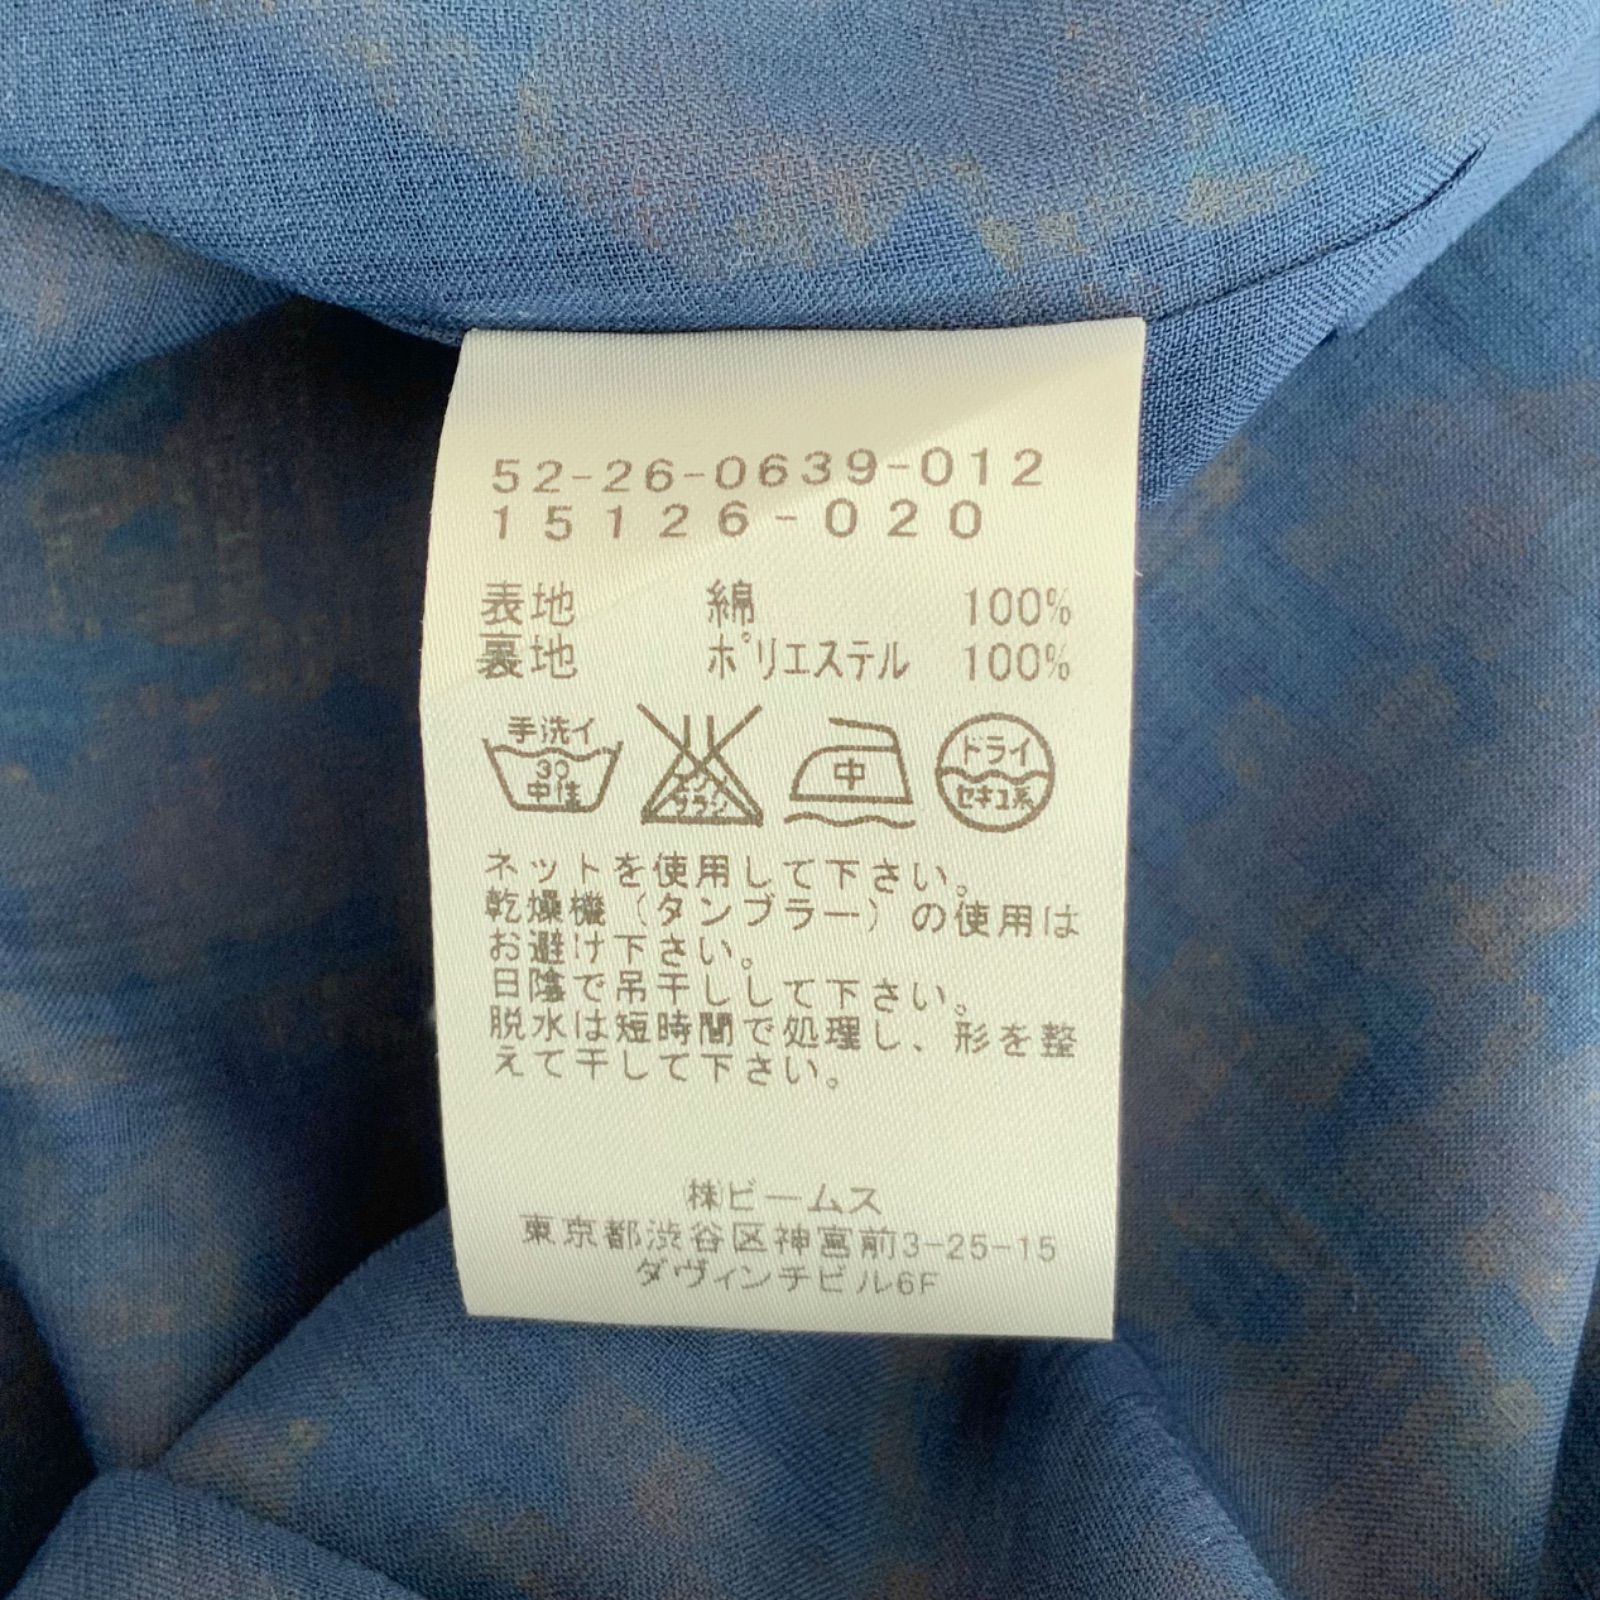 52-26-0639-012
15126-020
表地 綿 100%
裏地 ポリエステル 100%
手洗イ
30
中性
エンソ
サラシ
中
ドライ
セキユ系
ネットを使用して下さい。
乾燥機(タンブラー)の使用は
お避け下さい。
日陰で吊干しして下さい。
脱水は短時間で処理し、形を整
えて干して下さい。
㈱ビームス
東京都渋谷区神宮前3-25-15
ダヴィンチビル6F